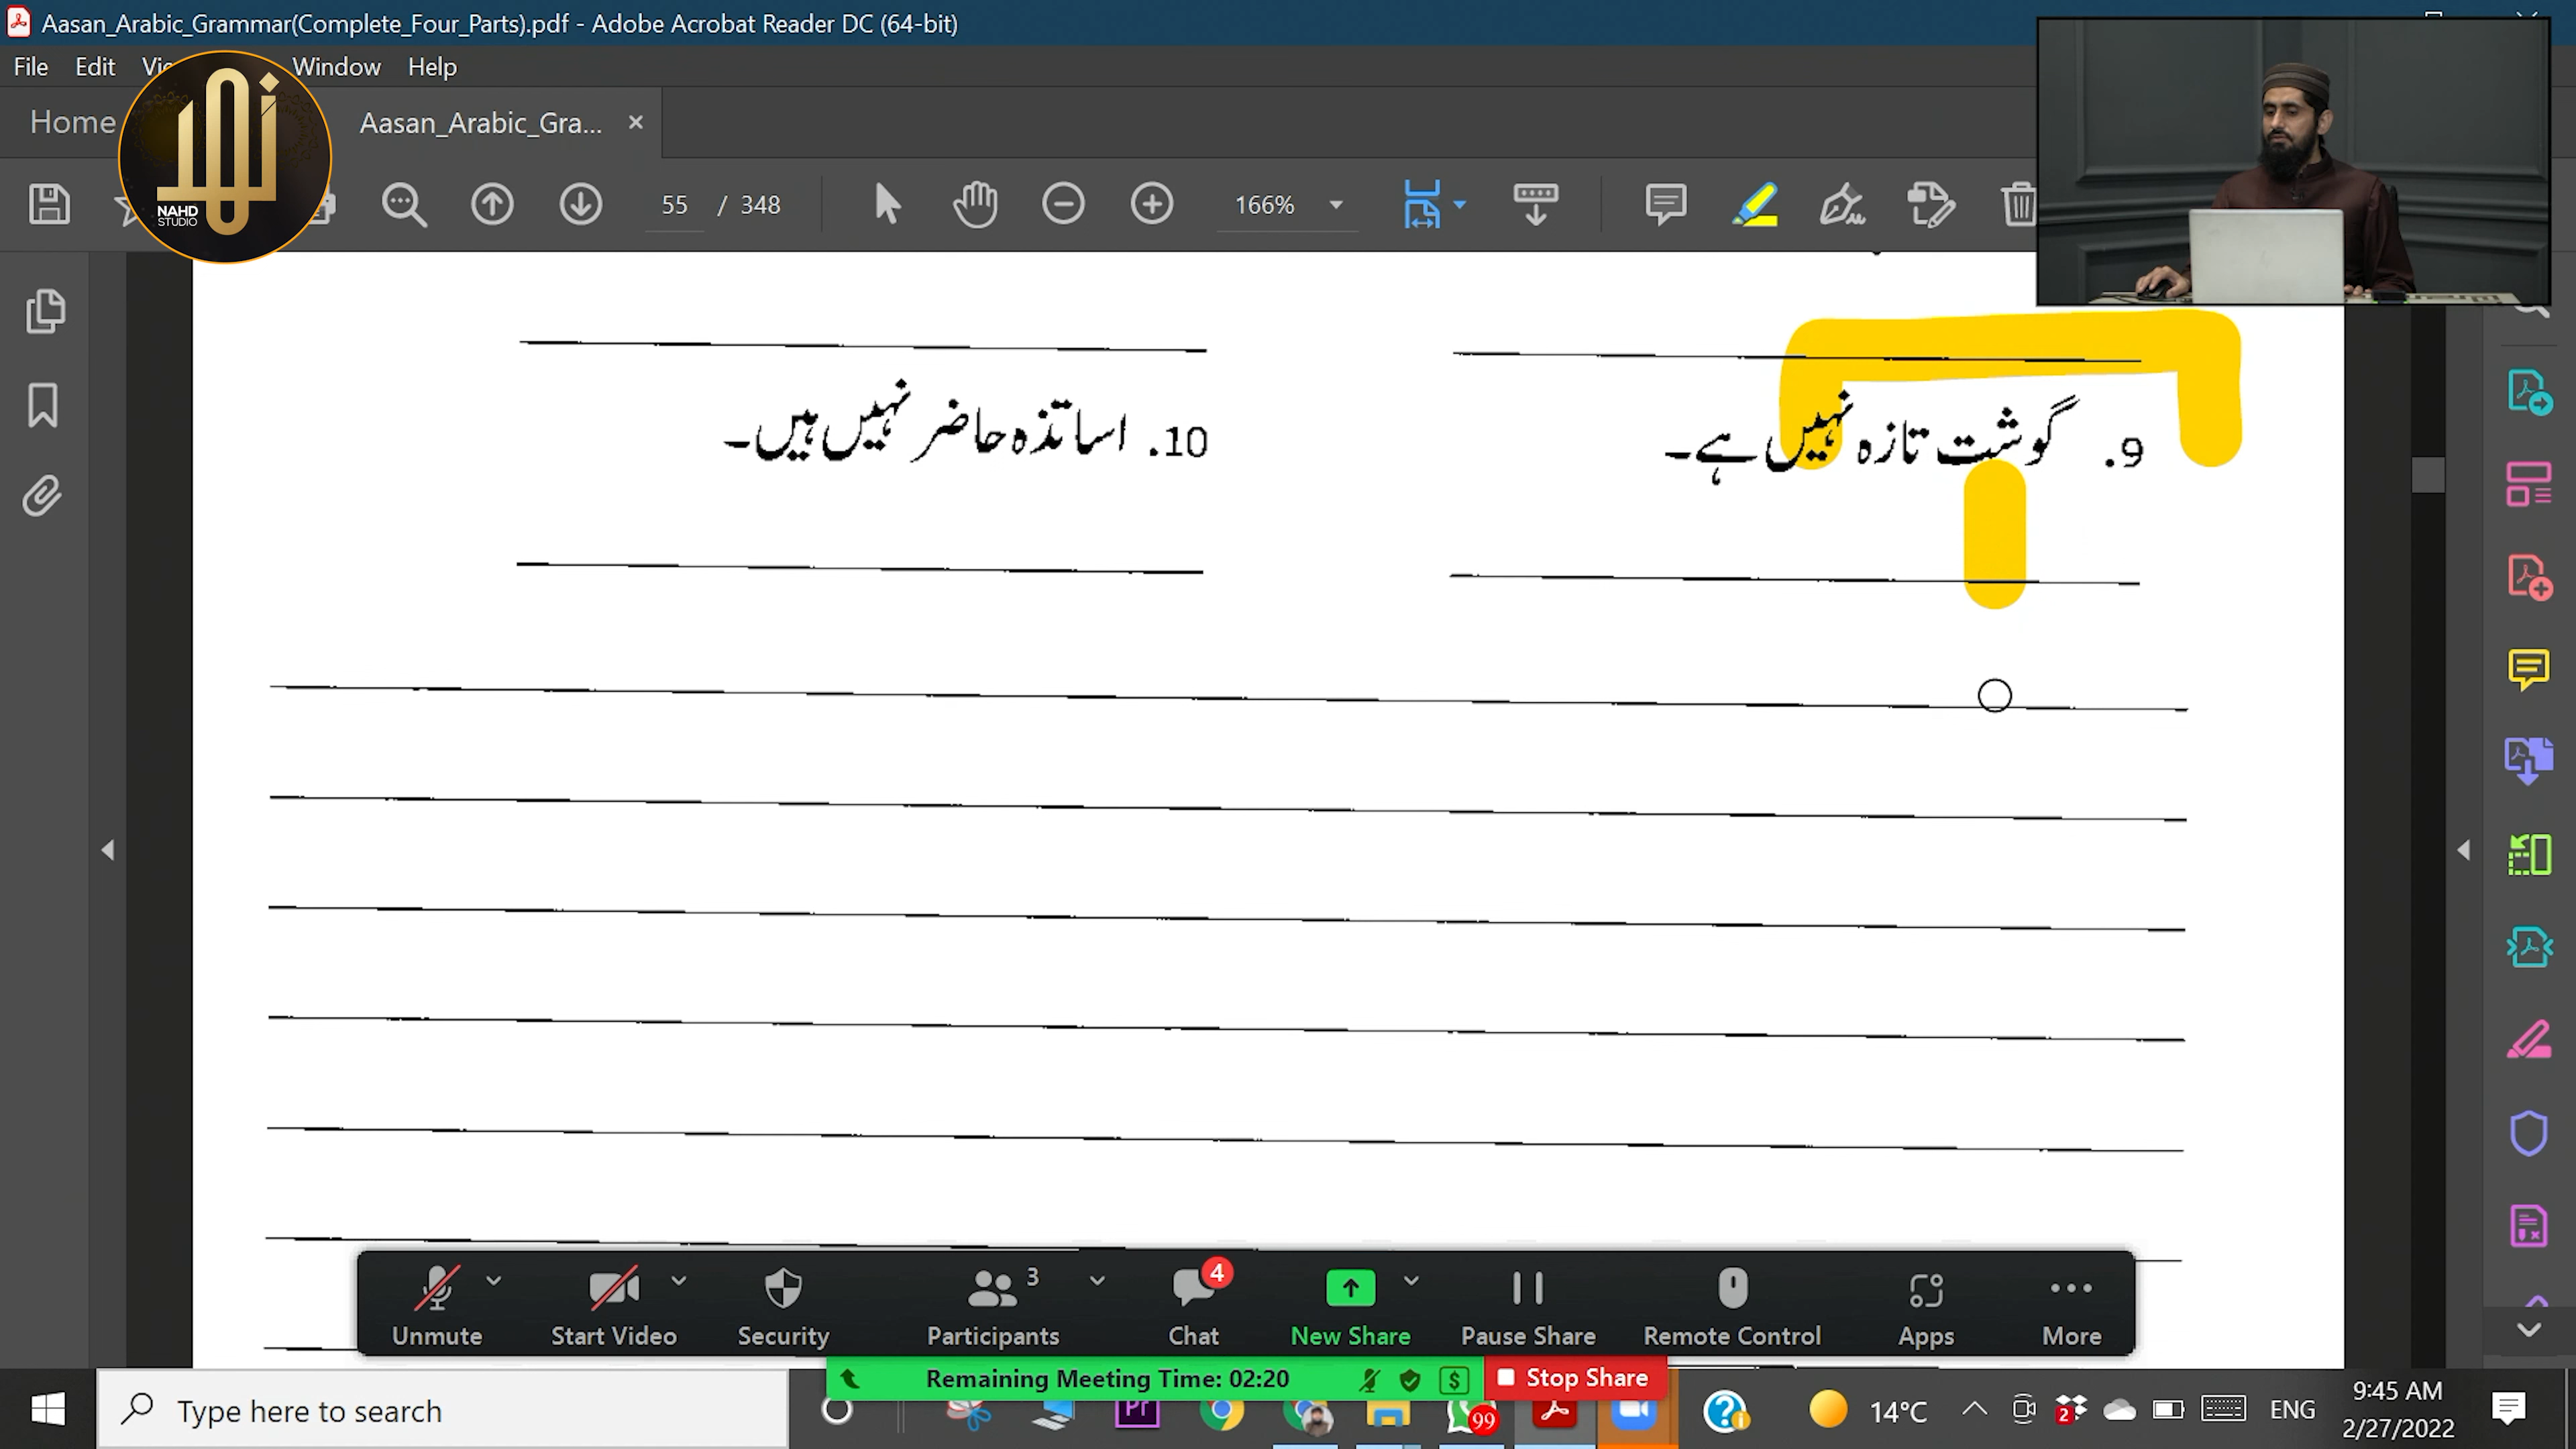 Aasan_Arabic_Grammar(Complete_Four_Parts).pdf - Adobe Acrobat Reader DC (64-bit)
File Edit Window Help
Home
Aasan_Arabic_Gra... ×
NAHD
STUDIO
55 / 348
166%
9. گوشت تازہ نہیں ہے۔
10. اساتذہ حاضر نہیں ہیں۔
3
4
Unmute
Start Video
Security
Participants
Chat
New Share
Pause Share
Remote Control
Apps
More
Remaining Meeting Time: 02:20
Stop Share
Type here to search
Pr
99
14°C
2
ENG
9:45 AM
2/27/2022